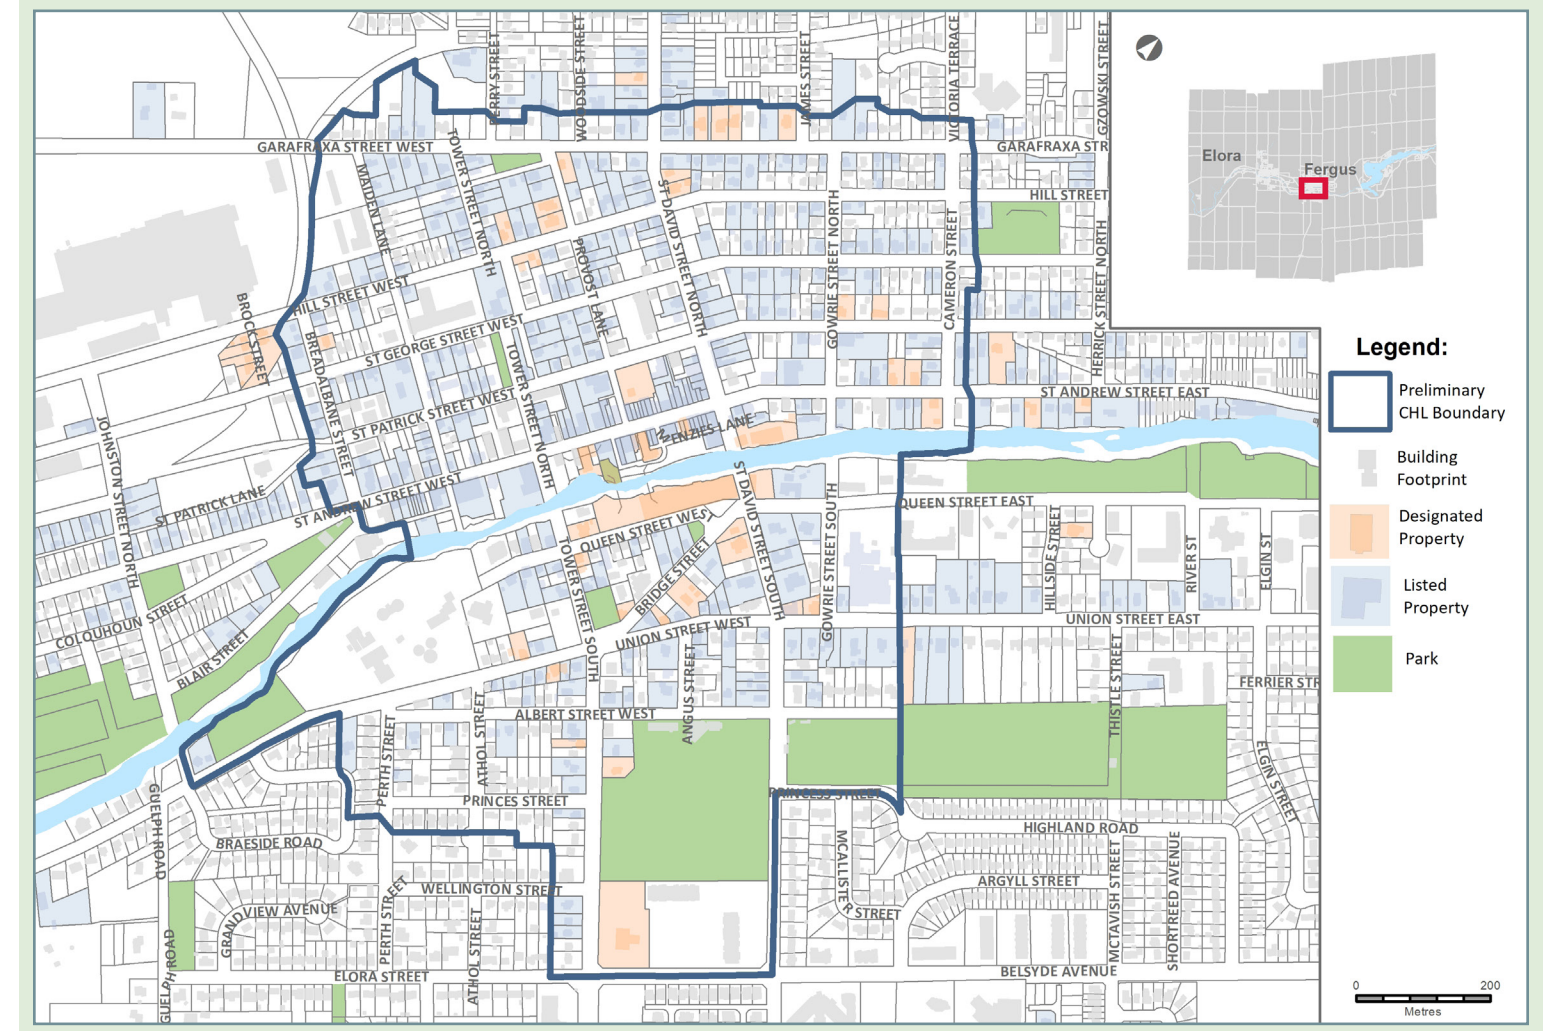 PERRY STREET
WOODSIDE STREET
JAMES STREET
VICTORIA TERRACE
GZOWSKI STREET
GARAFRAXA STREET WEST
GARAFRAXA STR
TOWER STREET NORTH
MAIDEN LANE
ST DAVID STREET NORTH
HILL STREET
GOWRIE STREET NORTH
CAMERON STREET
HERRICK STREET NORTH
PROVOST LANE
HILL STREET WEST
BROCK STREET
BREADALBANE STREET
ST GEORGE STREET WEST
TOWER STREET NORTH
ST PATRICK STREET WEST
ST ANDREW STREET EAST
MENZIES LANE
JOHNSTON STREET NORTH
ST PATRICK LANE
ST ANDREW STREET WEST
ST DAVID STREET SOUTH
GOWRIE STREET SOUTH
QUEEN STREET EAST
QUEEN STREET WEST
TOWER STREET SOUTH
BRIDGE STREET
HILLSIDE STREET
RIVER ST
ELGIN ST
COLQUHOUN STREET
BLAIR STREET
UNION STREET WEST
UNION STREET EAST
ANGUS STREET
THISTLE STREET
FERRIER STR
ALBERT STREET WEST
ATHOL STREET
PERTH STREET
ELGIN STREET
PRINCES STREET
PRINCESS STREET
GUELPH ROAD
BRAESIDE ROAD
HIGHLAND ROAD
MCALLISTER STREET
MCTAVISH STREET
SHORTREED AVENUE
WELLINGTON STREET
ARGYLL STREET
GRANDVIEW AVENUE
PERTH STREET
ATHOL STREET
GUELPH ROAD
ELORA STREET
BELSYDE AVENUE
Elora
Fergus
Legend:
Preliminary
CHL Boundary
Building
Footprint
Designated
Property
Listed
Property
Park
0 200
Metres